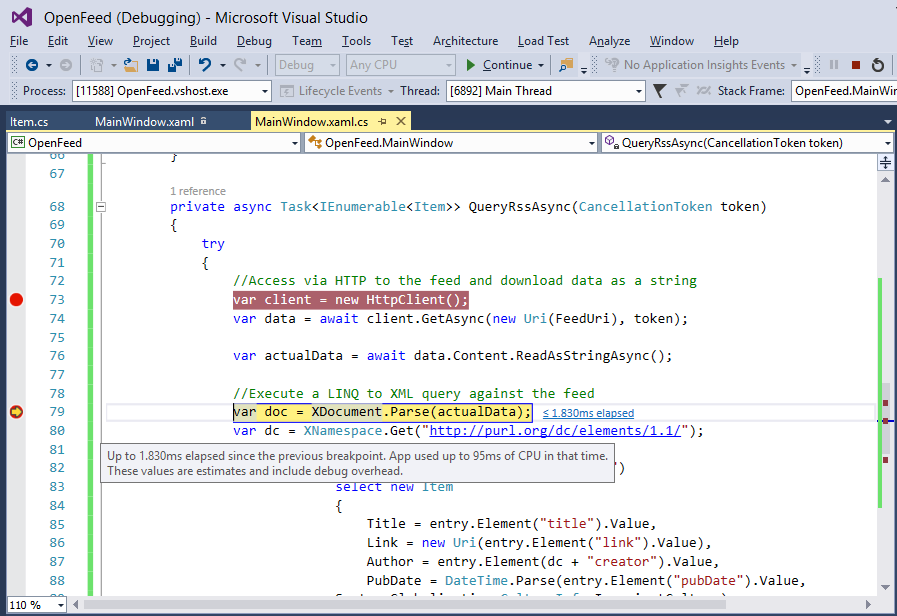 OpenFeed (Debugging) - Microsoft Visual Studio
File Edit View Project Build Debug Team Tools Test Architecture Load Test Analyze Window Help
Debug Any CPU Continue No Application Insights Events
Process: [11588] OpenFeed.vshost.exe Lifecycle Events Thread: [6892] Main Thread Stack Frame: OpenFeed.MainWin
Item.cs MainWindow.xaml MainWindow.xaml.cs
C# OpenFeed OpenFeed.MainWindow QueryRssAsync(CancellationToken token)
66 }
67
1 reference
68 private async Task<IEnumerable<Item>> QueryRssAsync(CancellationToken token)
69 {
70 try
71 {
72 //Access via HTTP to the feed and download data as a string
73 var client = new HttpClient();
74 var data = await client.GetAsync(new Uri(FeedUri), token);
75
76 var actualData = await data.Content.ReadAsStringAsync();
77
78 //Execute a LINQ to XML query against the feed
79 var doc = XDocument.Parse(actualData); ≤ 1.830ms elapsed
80 var dc = XNamespace.Get("http://purl.org/dc/elements/1.1/");
81
Up to 1.830ms elapsed since the previous breakpoint. App used up to 95ms of CPU in that time.
82 ")
These values are estimates and include debug overhead.
83 select new Item
84 {
85 Title = entry.Element("title").Value,
86 Link = new Uri(entry.Element("link").Value),
87 Author = entry.Element(dc + "creator").Value,
88 PubDate = DateTime.Parse(entry.Element("pubDate").Value,
110 %